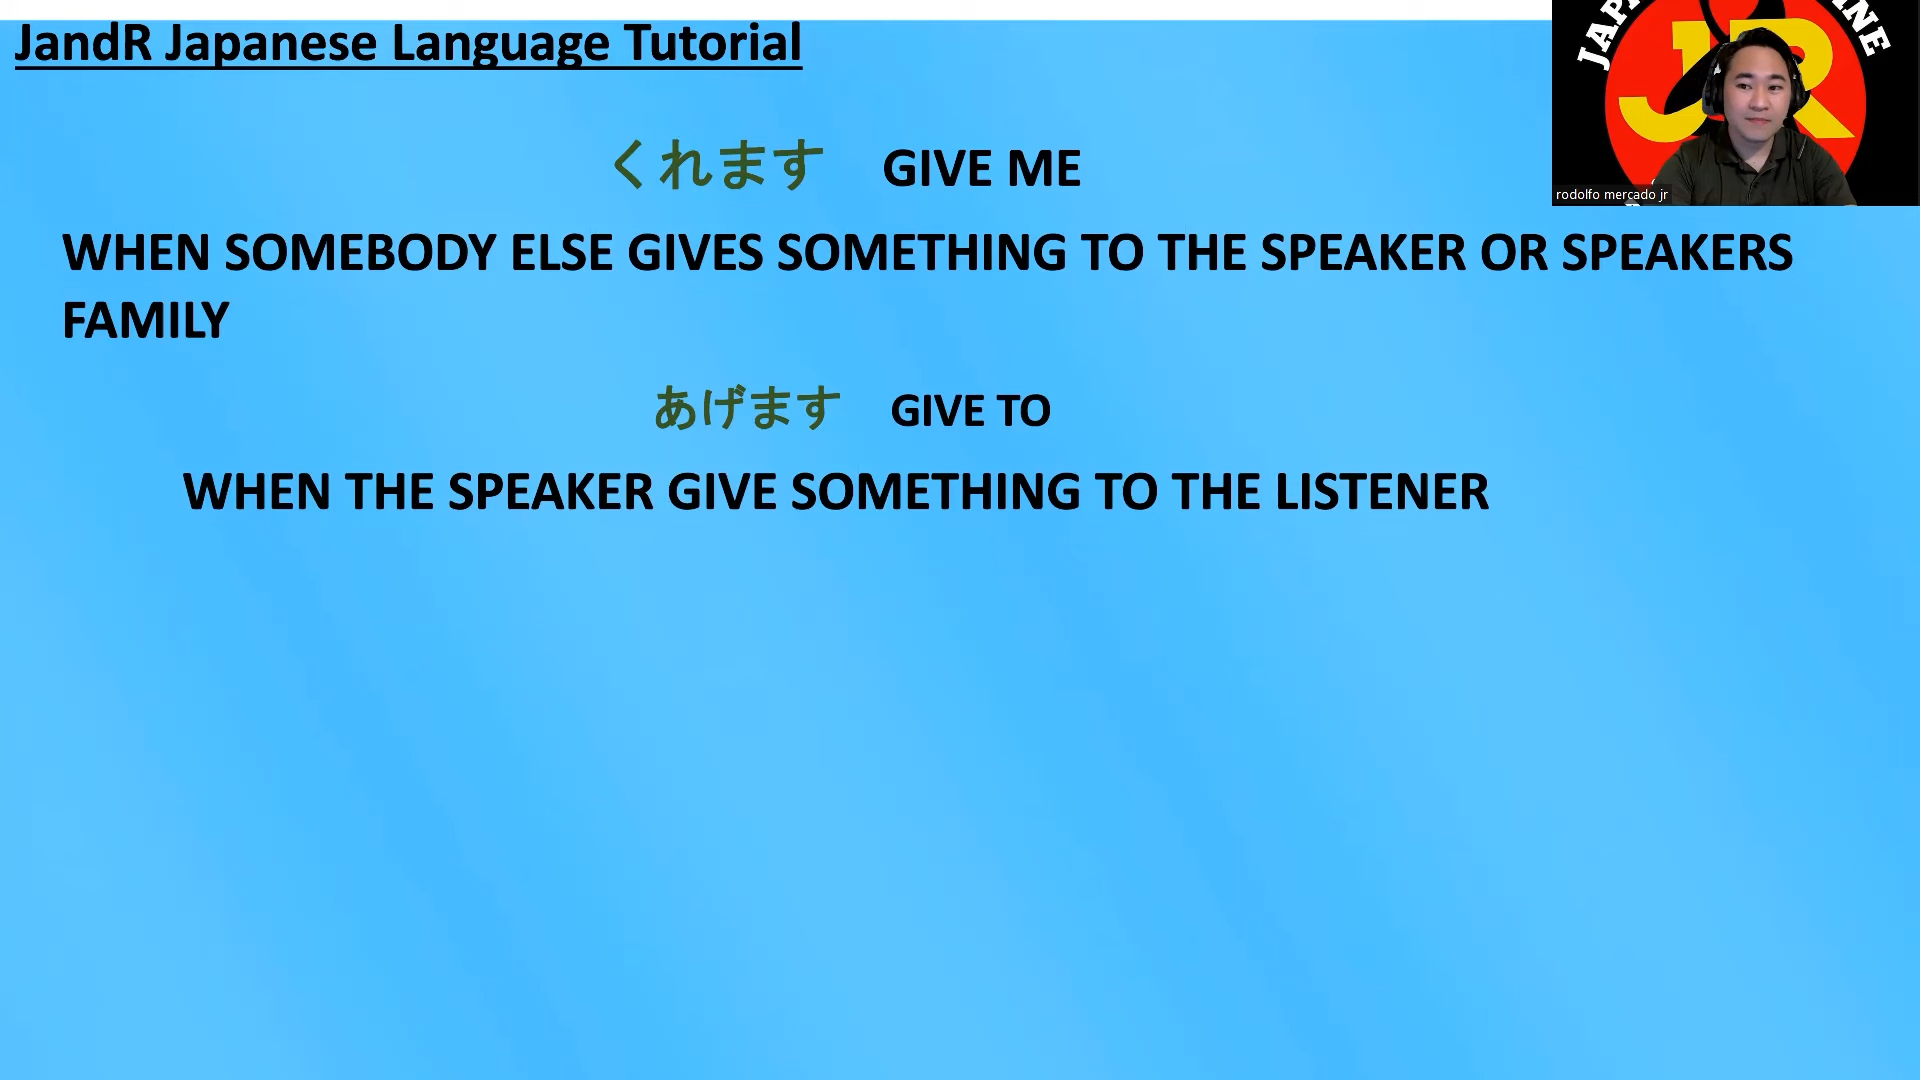 JandR Japanese Language Tutorial
くれます GIVE ME
WHEN SOMEBODY ELSE GIVES SOMETHING TO THE SPEAKER OR SPEAKERS
FAMILY
あげます GIVE TO
WHEN THE SPEAKER GIVE SOMETHING TO THE LISTENER
JR
rodolfo mercado jr